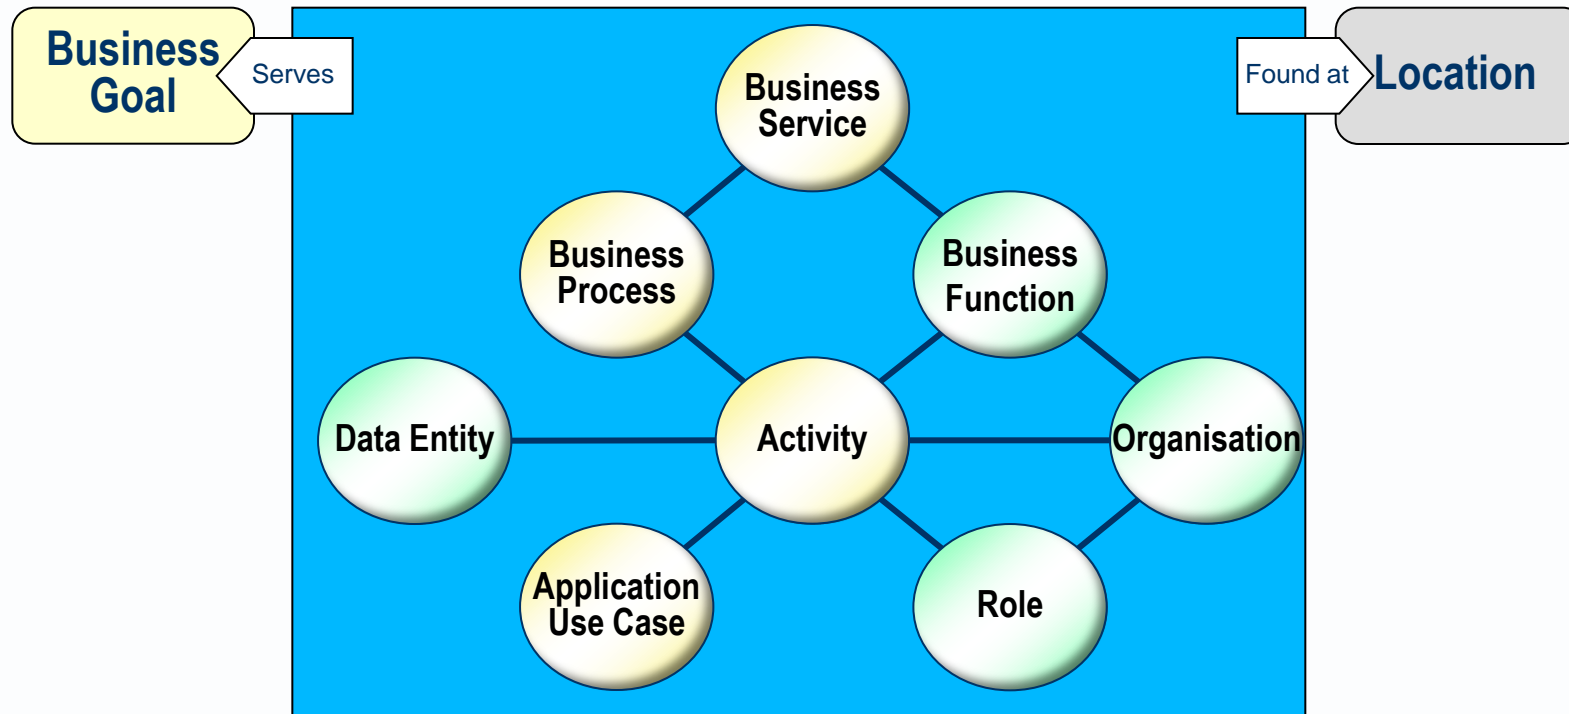 Business
Goal
Serves
Found at
Location
Business
Service
Business
Process
Business
Function
Data Entity
Activity
Organisation
Application
Use Case
Role